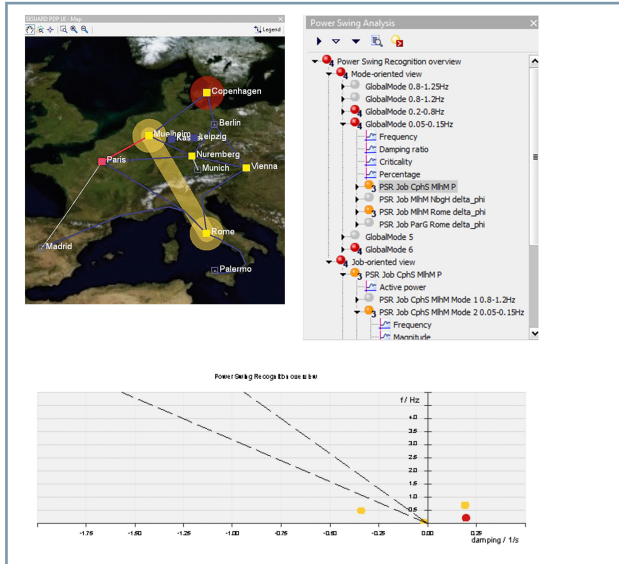 SIGUARD PDP UI - Map
Legend
Copenhagen
Berlin
Muelheim
Leipzig
Paris
Nuremberg
Munich
Vienna
Rome
Madrid
Palermo
Power Swing Analysis
Power Swing Recognition overview
Mode-oriented view
GlobalMode 0.8-1.25Hz
GlobalMode 0.8-1.2Hz
GlobalMode 0.2-0.8Hz
GlobalMode 0.05-0.15Hz
Frequency
Damping ratio
Criticality
Percentage
PSR Job CphS MlhM P
PSR Job MlhM NbgH delta_phi
PSR Job MlhM Rome delta_phi
PSR Job ParG Rome delta_phi
GlobalMode 5
GlobalMode 6
Job-oriented view
PSR Job CphS MlhM P
Active power
PSR Job CphS MlhM Mode 1 0.8-1.2Hz
PSR Job CphS MlhM Mode 2 0.05-0.15Hz
Frequency
Magnitude
Power Swing Recognition overview
f / Hz
4.0
3.5
3.0
2.5
2.0
1.5
1.0
0.5
-1.75 -1.50 -1.25 -1.00 -0.75 -0.50 -0.25 0.00 0.25
damping / 1/s